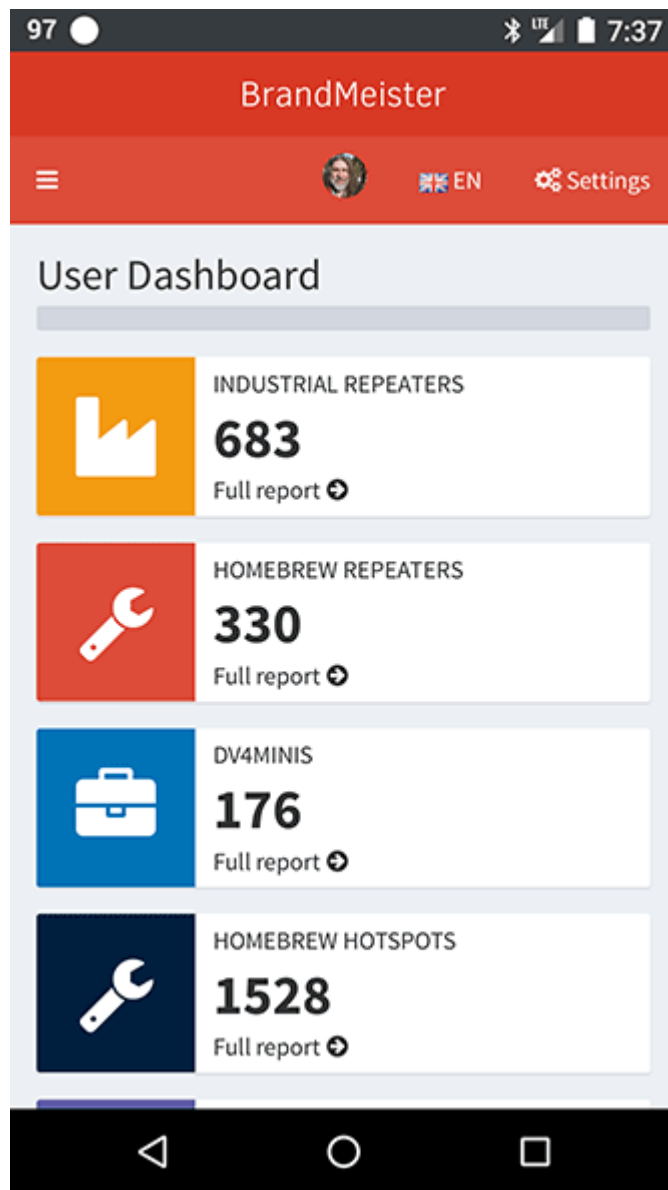 97
LTE
7:37
BrandMeister
EN
Settings
User Dashboard
INDUSTRIAL REPEATERS
683
Full report
HOMEBREW REPEATERS
330
Full report
DV4MINIS
176
Full report
HOMEBREW HOTSPOTS
1528
Full report